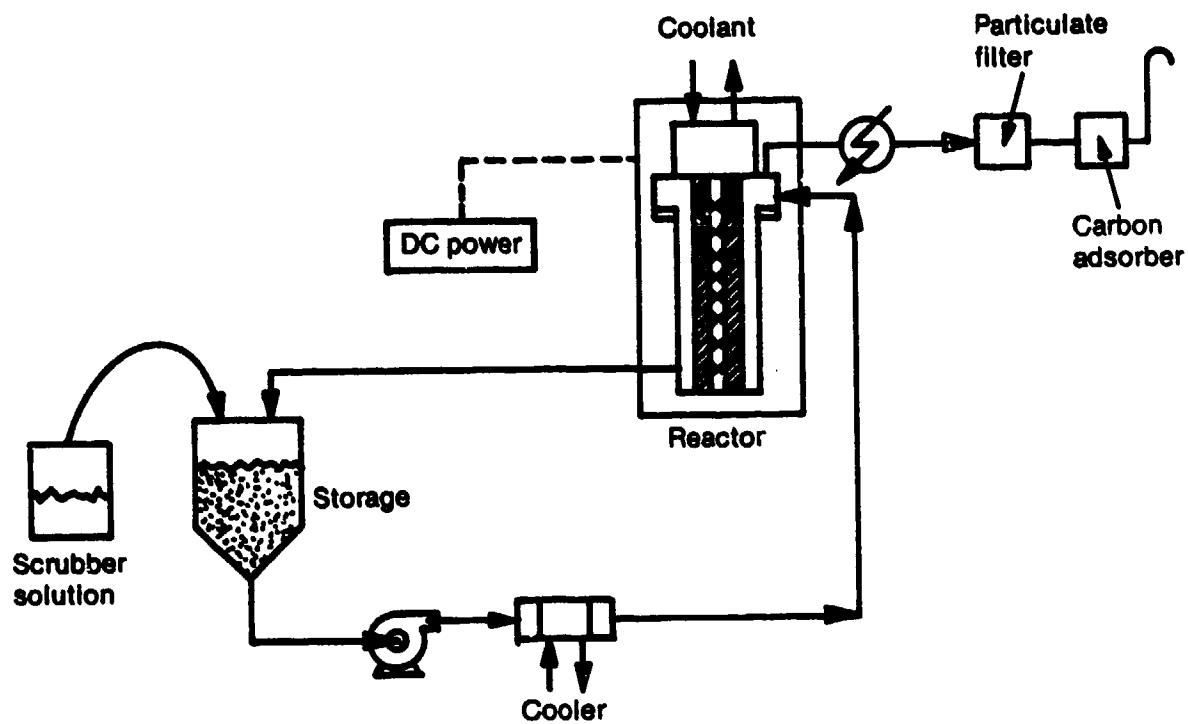 Coolant
Particulate
filter
DC power
Carbon
adsorber
Reactor
Storage
Scrubber
solution
Cooler